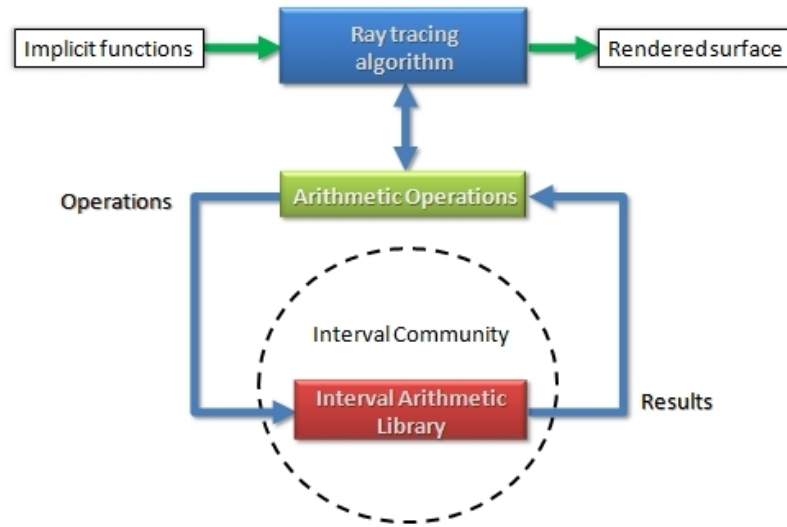 Implicit functions
Ray tracing
algorithm
Rendered surface
Operations
Arithmetic Operations
Interval Community
Interval Arithmetic
Library
Results